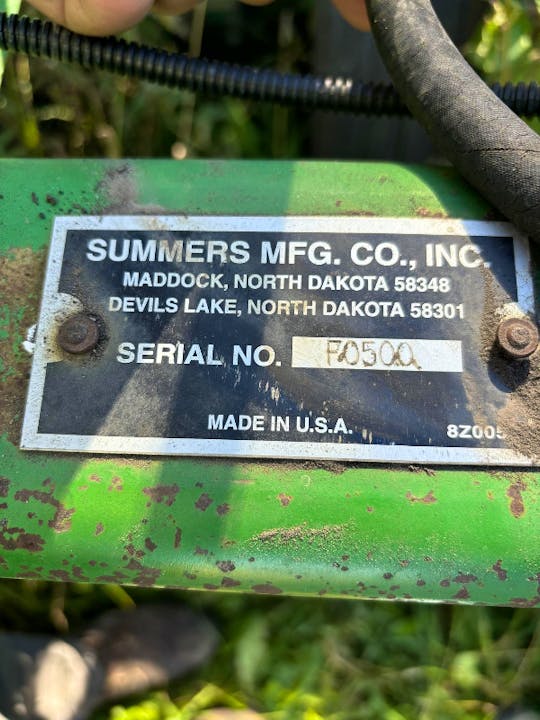 SUMMERS MFG. CO., INC.
MADDOCK, NORTH DAKOTA 58348
DEVILS LAKE, NORTH DAKOTA 58301
SERIAL NO. F0500
MADE IN U.S.A.
8Z005